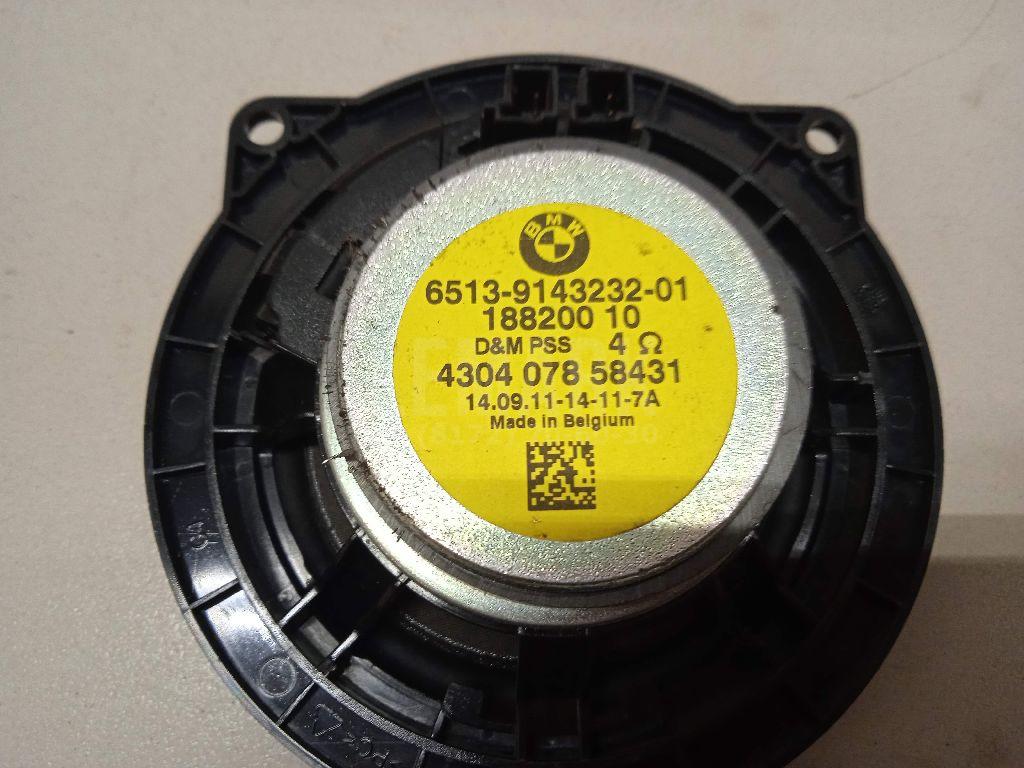 BMW
6513-9143232-01
188200 10
D&M PSS 4 Ω
4304 078 58431
14.09.11-14-11-7A
Made in Belgium